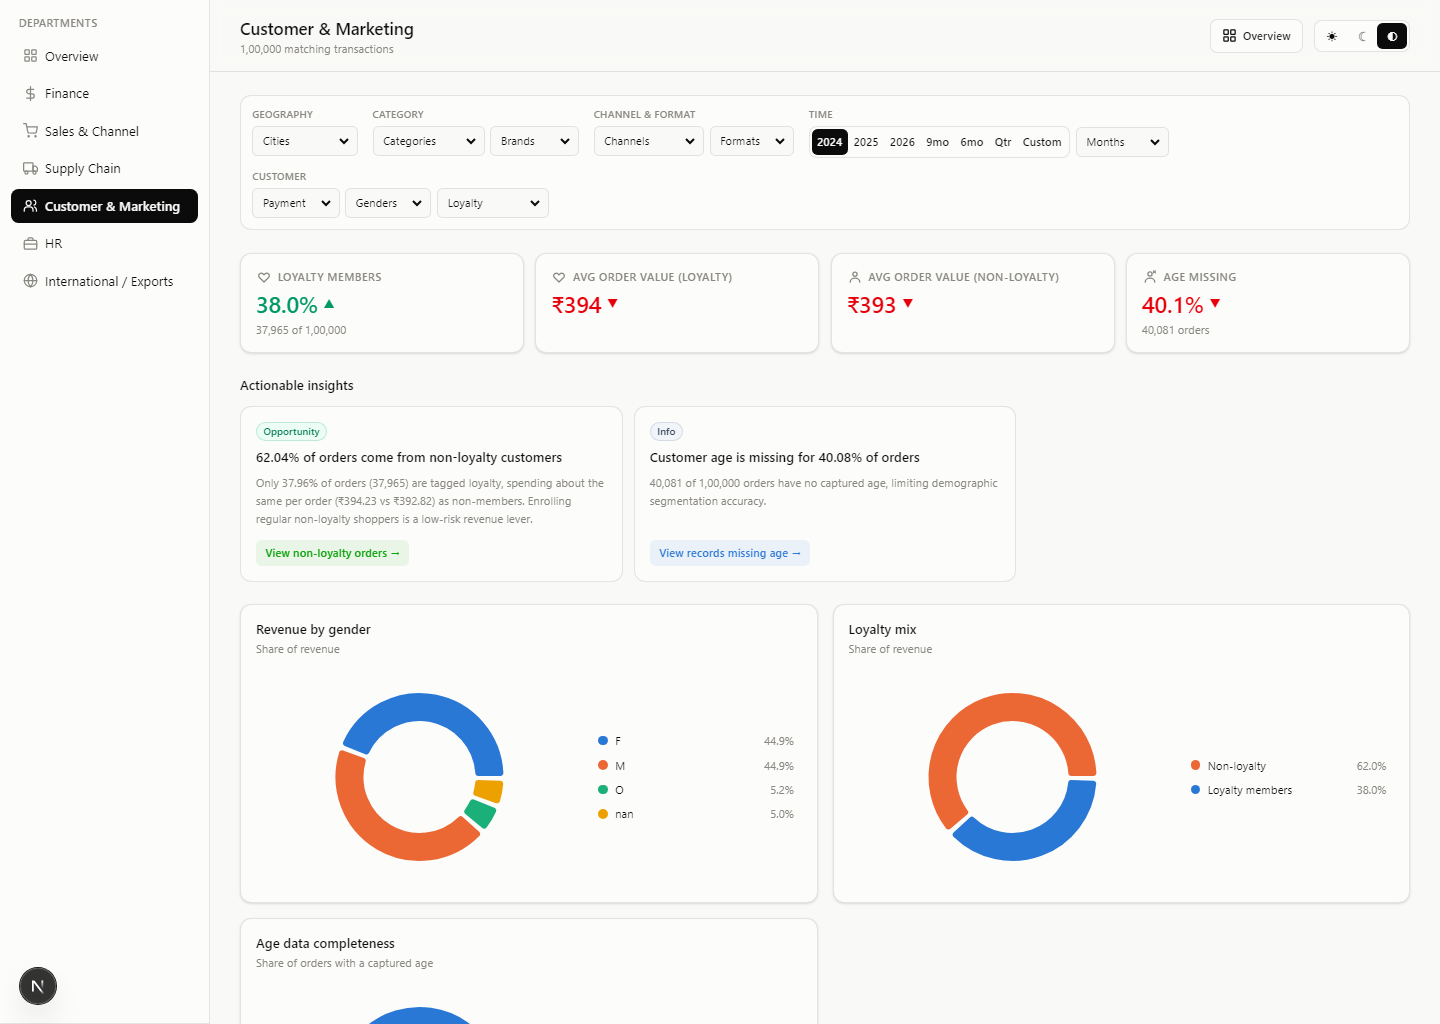 DEPARTMENTS
Overview
Finance
Sales & Channel
Supply Chain
Customer & Marketing
HR
International / Exports
N
Customer & Marketing
1,00,000 matching transactions
Overview
GEOGRAPHY
Cities
CATEGORY
Categories
Brands
CHANNEL & FORMAT
Channels
Formats
TIME
2024 2025 2026 9mo 6mo Qtr Custom
Months
CUSTOMER
Payment
Genders
Loyalty
LOYALTY MEMBERS
38.0% ▲
37,965 of 1,00,000
AVG ORDER VALUE (LOYALTY)
₹394 ▼
AVG ORDER VALUE (NON-LOYALTY)
₹393 ▼
AGE MISSING
40.1% ▼
40,081 orders
Actionable insights
Opportunity
62.04% of orders come from non-loyalty customers
Only 37.96% of orders (37,965) are tagged loyalty, spending about the
same per order (₹394.23 vs ₹392.82) as non-members. Enrolling
regular non-loyalty shoppers is a low-risk revenue lever.
View non-loyalty orders →
Info
Customer age is missing for 40.08% of orders
40,081 of 1,00,000 orders have no captured age, limiting demographic
segmentation accuracy.
View records missing age →
Revenue by gender
Share of revenue
F 44.9%
M 44.9%
O 5.2%
nan 5.0%
Loyalty mix
Share of revenue
Non-loyalty 62.0%
Loyalty members 38.0%
Age data completeness
Share of orders with a captured age